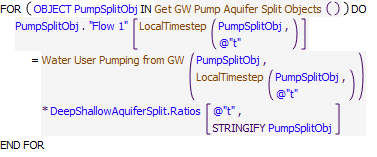 FOR ( OBJECT PumpSplitObj IN Get GW Pump Aquifer Split Objects ( ) ) DO
PumpSplitObj . "Flow 1" [ LocalTimestep ( PumpSplitObj ,
@"t" ) ]
= Water User Pumping from GW ( PumpSplitObj ,
LocalTimestep ( PumpSplitObj ,
@"t" ) )
* DeepShallowAquiferSplit.Ratios [ @"t" ,
STRINGIFY PumpSplitObj ]
END FOR